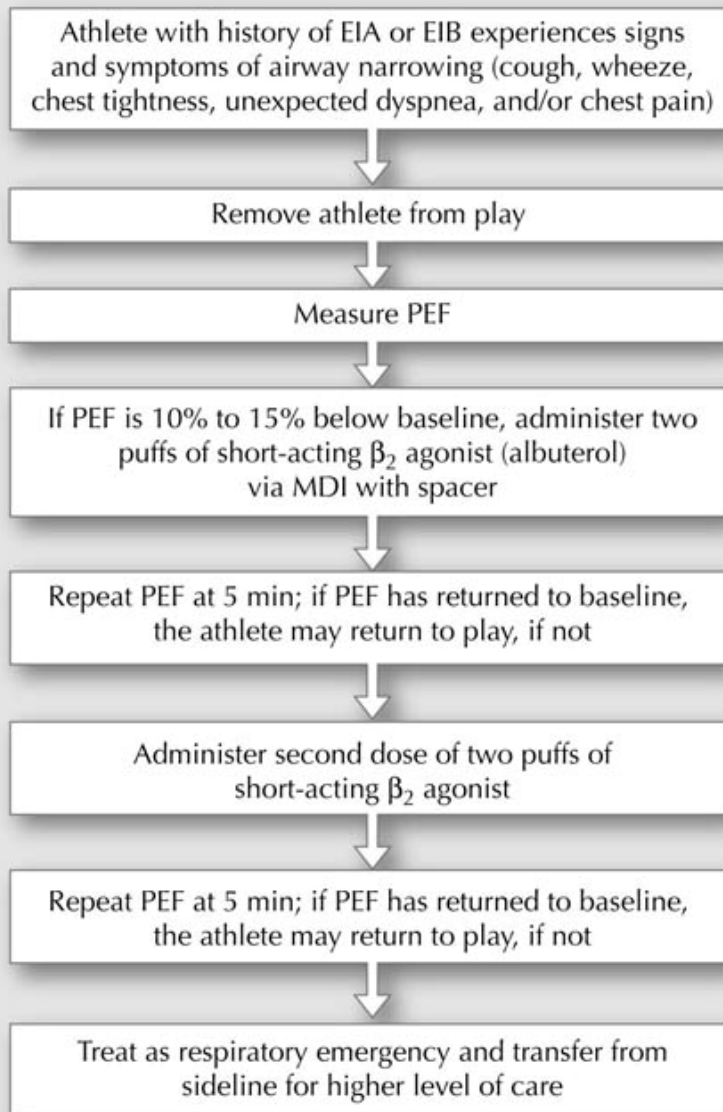 Athlete with history of EIA or EIB experiences signs
and symptoms of airway narrowing (cough, wheeze,
chest tightness, unexpected dyspnea, and/or chest pain)
Remove athlete from play
Measure PEF
If PEF is 10% to 15% below baseline, administer two
puffs of short-acting β₂ agonist (albuterol)
via MDI with spacer
Repeat PEF at 5 min; if PEF has returned to baseline,
the athlete may return to play, if not
Administer second dose of two puffs of
short-acting β₂ agonist
Repeat PEF at 5 min; if PEF has returned to baseline,
the athlete may return to play, if not
Treat as respiratory emergency and transfer from
sideline for higher level of care